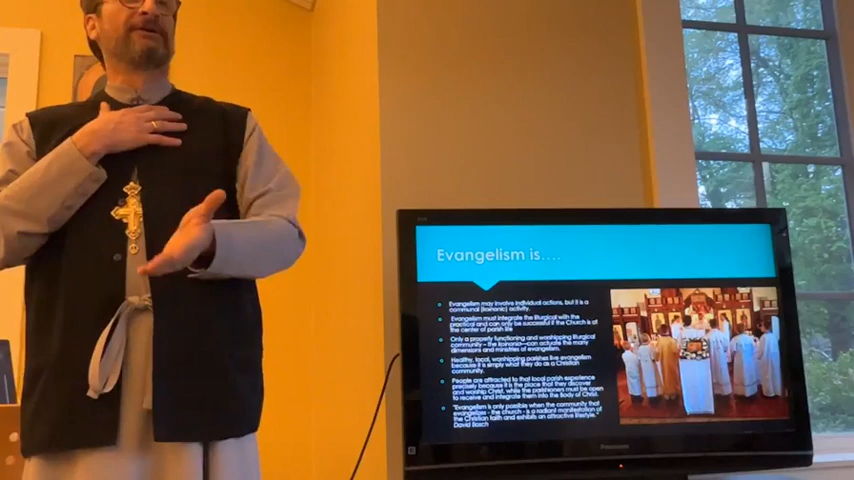 Evangelism is....
Evangelism may involve individual actions, but it is a
communal (koinonic) activity.
Evangelism must integrate the liturgical with the
practical and can only be successful if the Church is at
the center of parish life
Only a properly functioning and worshipping liturgical
community – the koinonia—can actuate the many
dimensions and ministries of evangelism.
Healthy, local, worshipping parishes live Evangelism
because it is simply what they do as a Christian
community.
People are attracted to that local parish experience
precisely because it is there that they discover the living
and worshipping Christ, while the parishioners must be open
to receive and integrate them into the Body of Christ.
"Evangelism is only possible when the community that
evangelizes - the church - is a radiant manifestation of
the Christian faith and exhibits an attractive lifestyle."
David Bosch
Panasonic